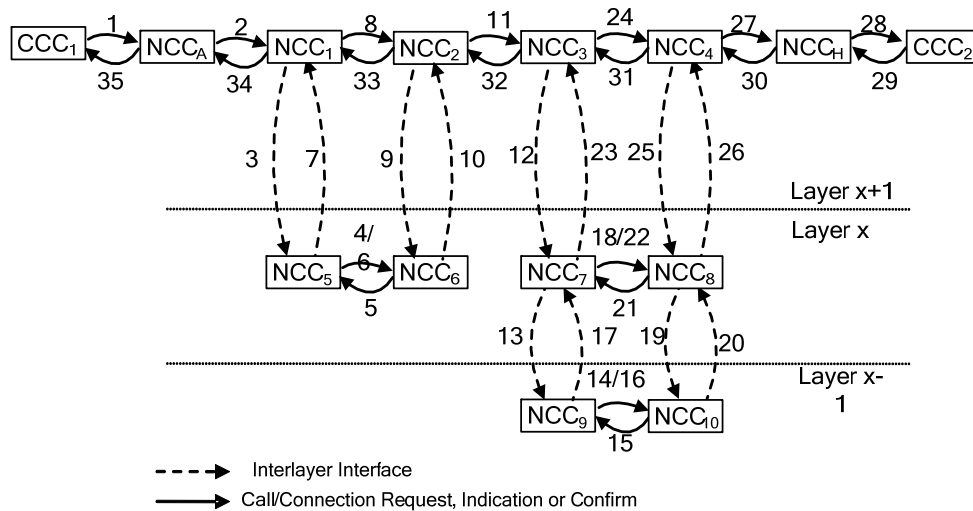 1 2 8 11 24 27 28
CCC1 NCCA NCC1 NCC2 NCC3 NCC4 NCCH CCC2
35 34 33 32 31 30 29
3 7 9 10 12 23 25 26
Layer x+1
Layer x
4/
6
18/22
NCC5 NCC6 NCC7 NCC8
5 21
13 17 19 20
Layer x-
1
14/16
NCC9 NCC10
15
Interlayer Interface
Call/Connection Request, Indication or Confirm